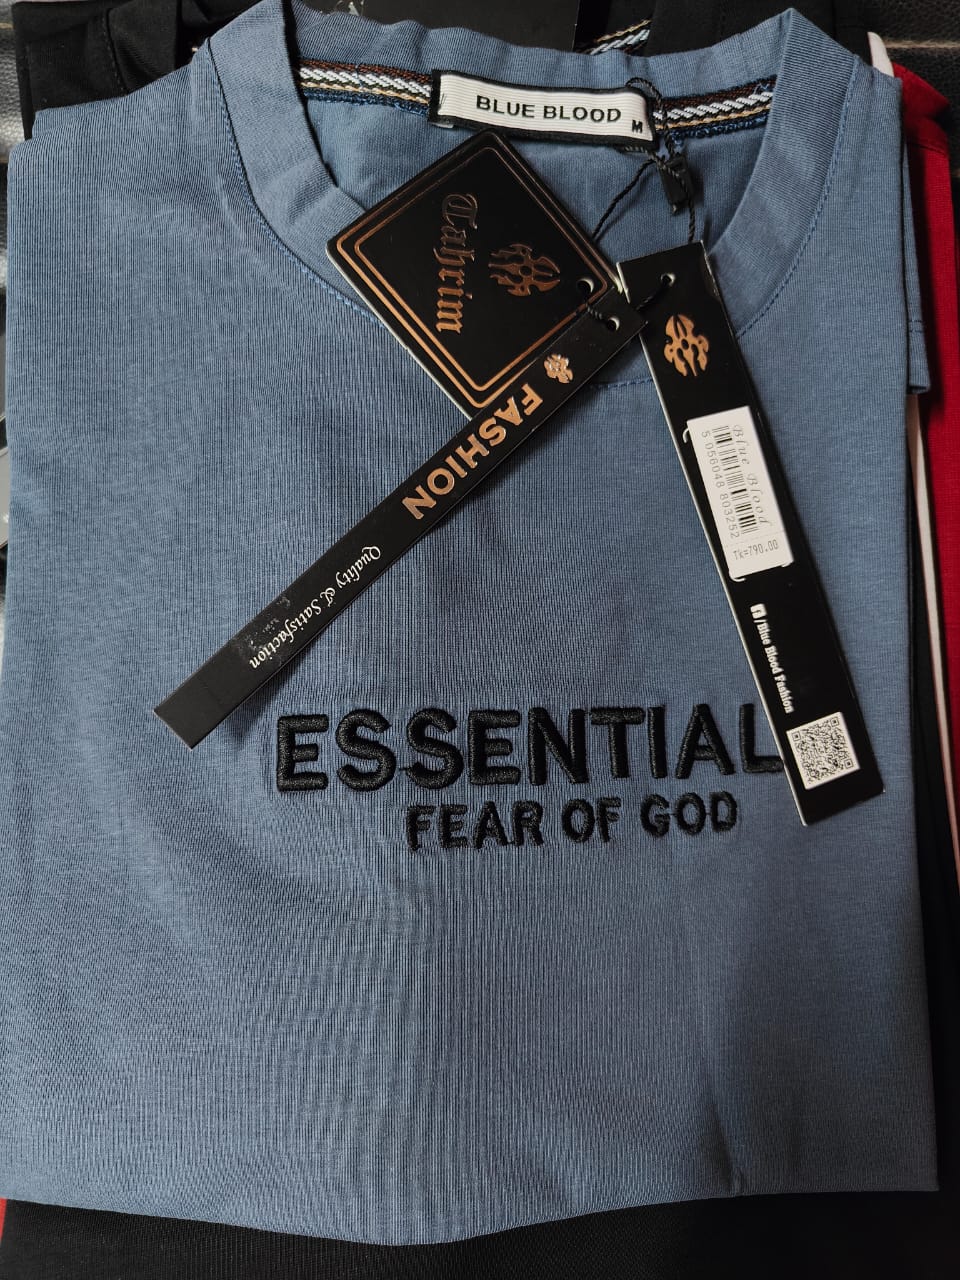 BLUE BLOOD
M
Tahrim
FASHION
Quality & Satisfaction
Blue Blood
5 056048 803252
Tk=790.00
/Blue Blood Fashion
ESSENTIAL
FEAR OF GOD